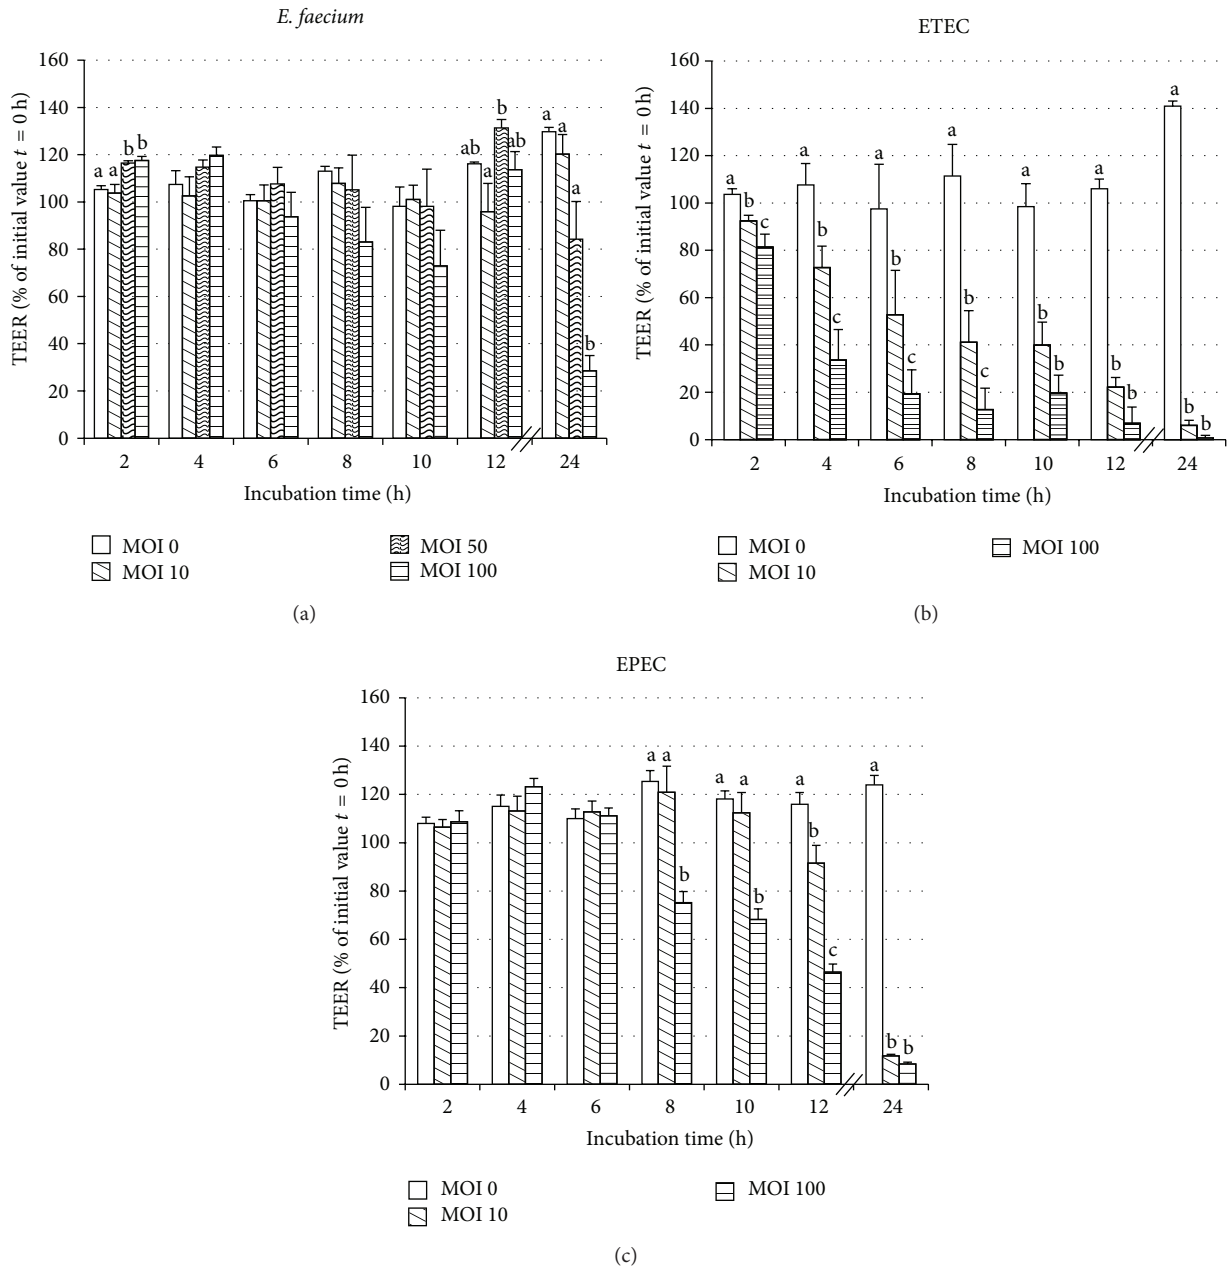 E. faecium
TEER (% of initial value t = 0 h)
160
140
120
100
80
60
40
20
0
a a b b
ab a b ab
a a a b
2 4 6 8 10 12 24
Incubation time (h)
MOI 0 MOI 50
MOI 10 MOI 100
(a)
ETEC
TEER (% of initial value t = 0 h)
160
140
120
100
80
60
40
20
0
a b c
a b c
a b c
a b c
a b b
a b b
a b b
2 4 6 8 10 12 24
Incubation time (h)
MOI 0 MOI 100
MOI 10
(b)
EPEC
TEER (% of initial value t = 0 h)
160
140
120
100
80
60
40
20
0
a a b
a a b
a b c
a b b
2 4 6 8 10 12 24
Incubation time (h)
MOI 0 MOI 100
MOI 10
(c)